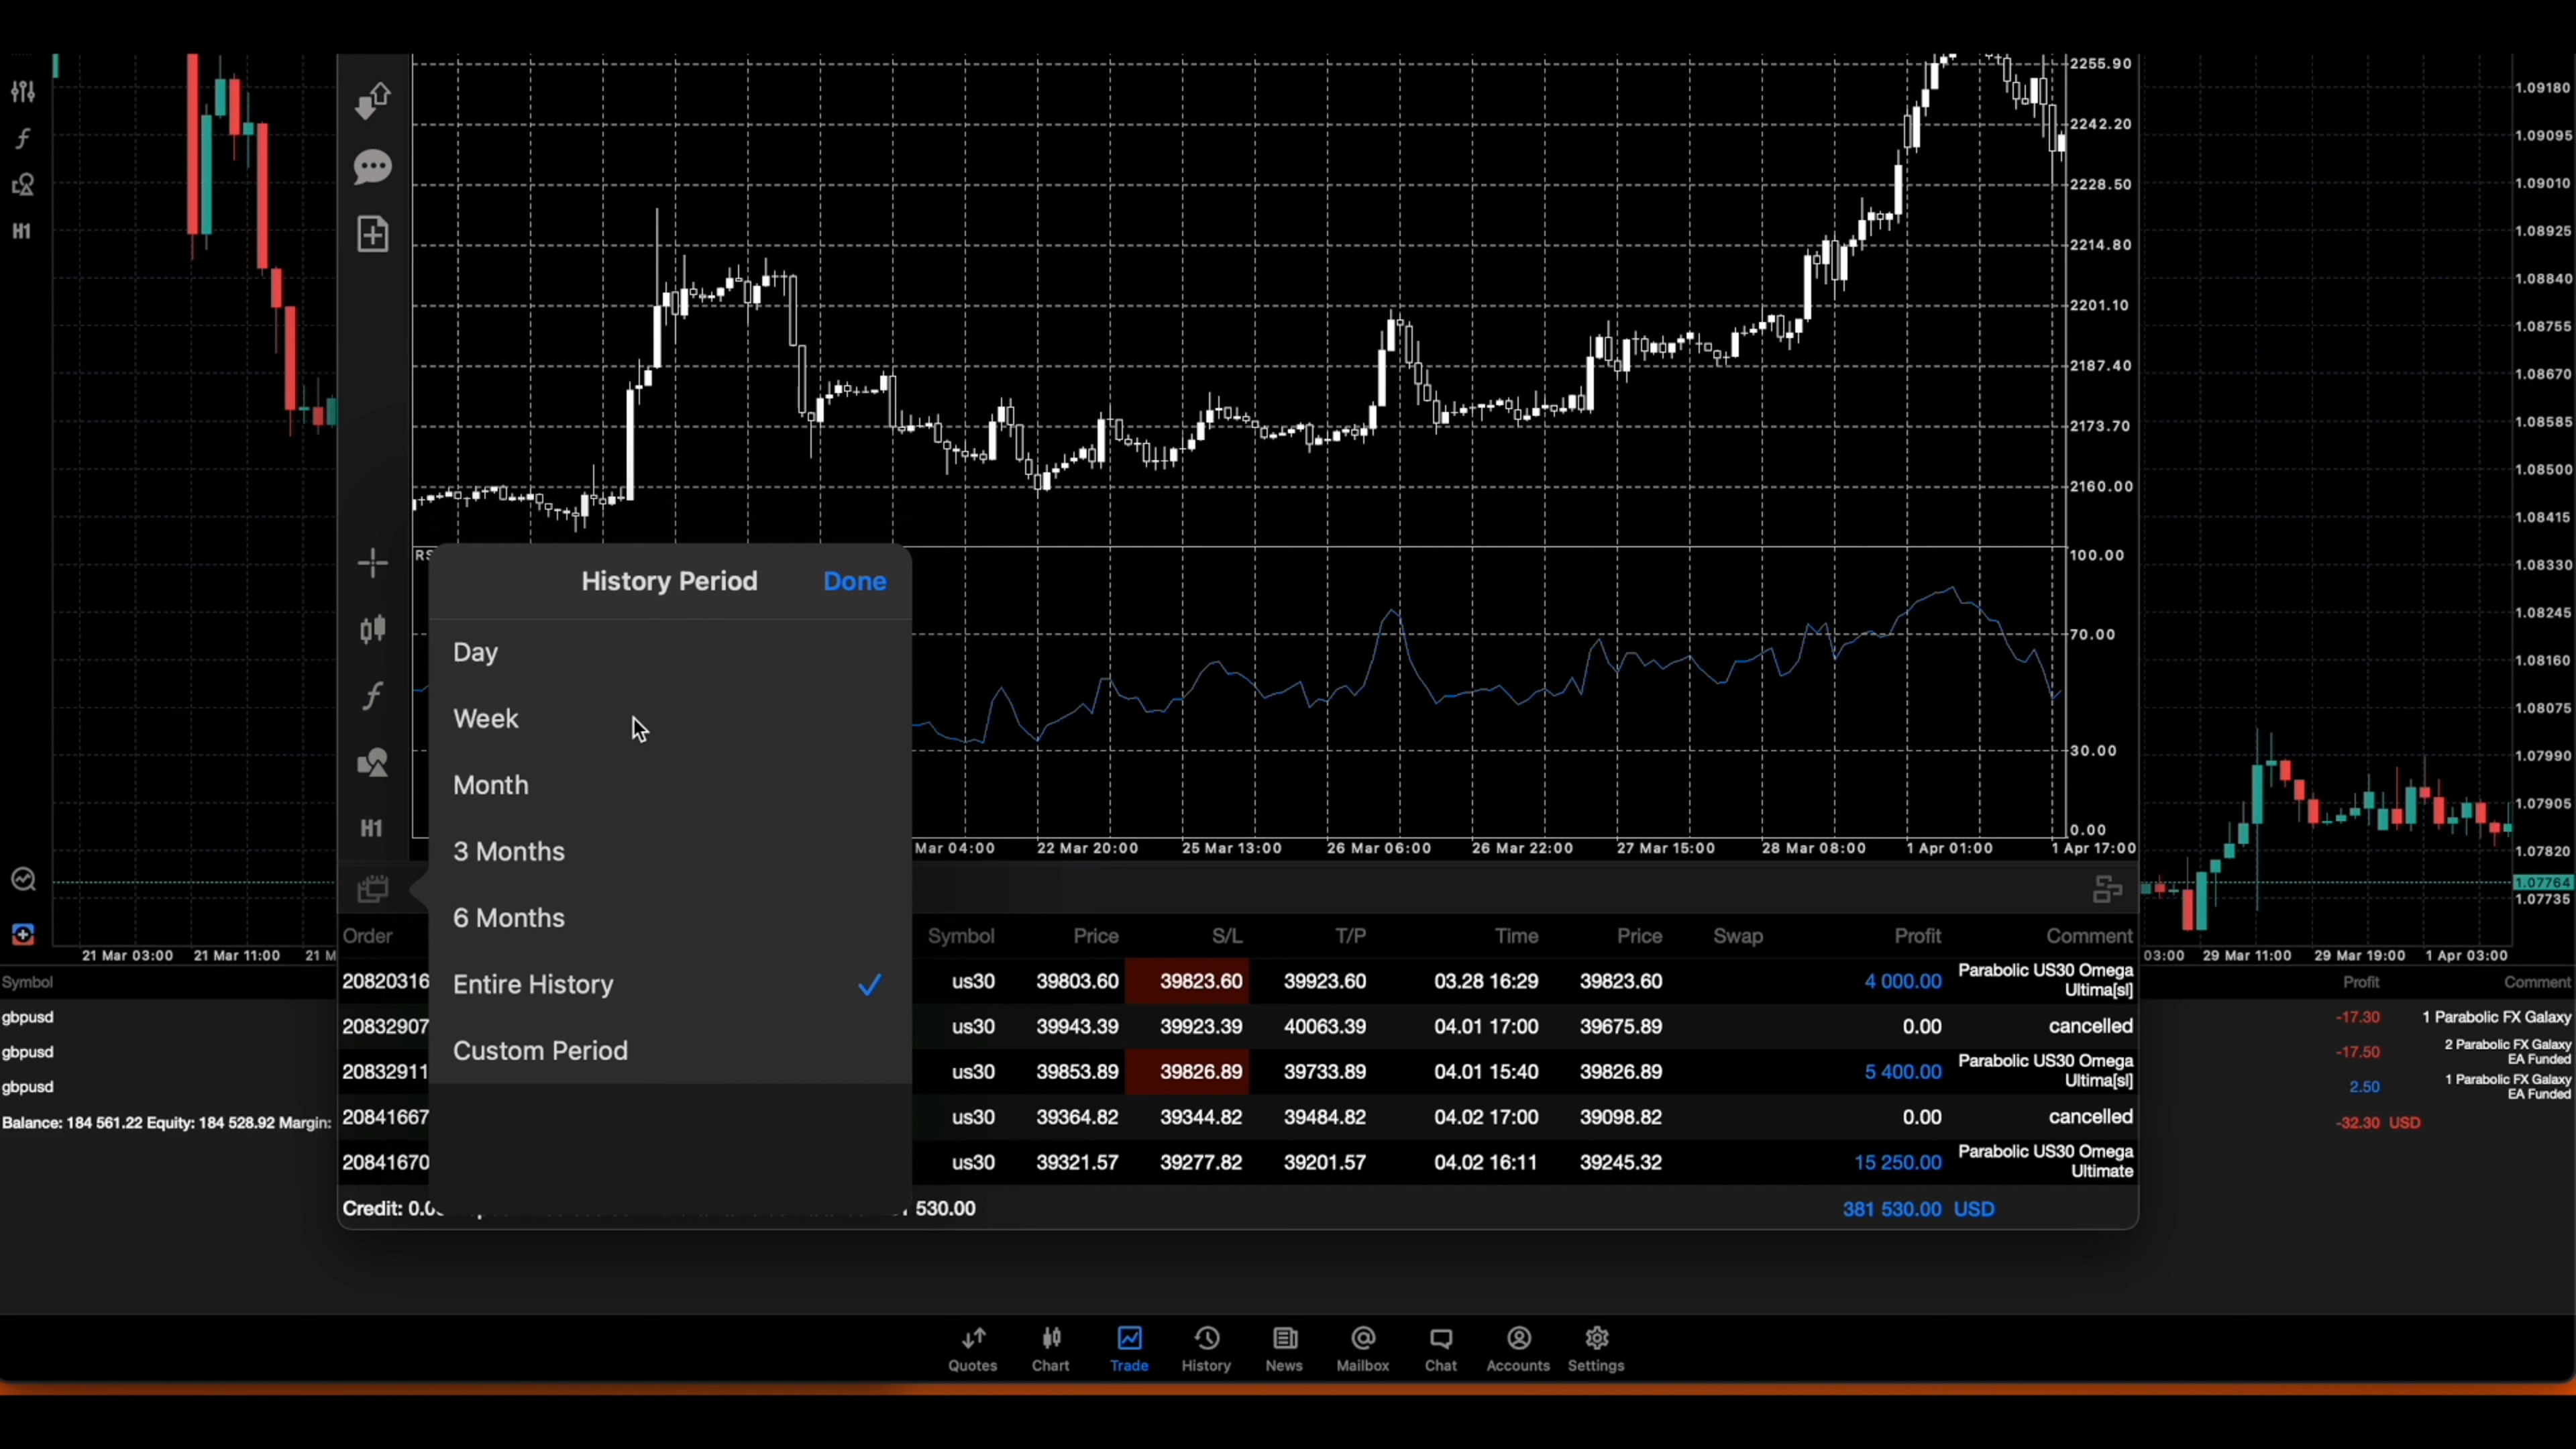 2255.90
2242.20
2228.50
2214.80
2201.10
2187.40
2173.70
2160.00
100.00
70.00
30.00
0.00
1.09180
1.09095
1.09010
1.08925
1.08840
1.08755
1.08670
1.08585
1.08500
1.08415
1.08330
1.08245
1.08160
1.08075
1.07990
1.07905
1.07820
1.07764
1.07735
H1
H1
RS
History Period Done
Day
Week
Month
3 Months
6 Months
Entire History
Custom Period
Mar 04:00 22 Mar 20:00 25 Mar 13:00 26 Mar 06:00 26 Mar 22:00 27 Mar 15:00 28 Mar 08:00 1 Apr 01:00 1 Apr 17:00
21 Mar 03:00 21 Mar 11:00 21 M
03:00 29 Mar 11:00 29 Mar 19:00 1 Apr 03:00
Order Symbol Price S/L T/P Time Price Swap Profit Comment
20820316 us30 39803.60 39823.60 39923.60 03.28 16:29 39823.60 4 000.00 Parabolic US30 Omega
Ultima[sl]
20832907 us30 39943.39 39923.39 40063.39 04.01 17:00 39675.89 0.00 cancelled
20832911 us30 39853.89 39826.89 39733.89 04.01 15:40 39826.89 5 400.00 Parabolic US30 Omega
Ultima[sl]
20841667 us30 39364.82 39344.82 39484.82 04.02 17:00 39098.82 0.00 cancelled
20841670 us30 39321.57 39277.82 39201.57 04.02 16:11 39245.32 15 250.00 Parabolic US30 Omega
Ultimate
Credit: 0.0 530.00 381 530.00 USD
Symbol
gbpusd
gbpusd
gbpusd
Balance: 184 561.22 Equity: 184 528.92 Margin:
Profit Comment
-17.30 1 Parabolic FX Galaxy
-17.50 2 Parabolic FX Galaxy
EA Funded
2.50 1 Parabolic FX Galaxy
EA Funded
-32.30 USD
Quotes Chart Trade History News Mailbox Chat Accounts Settings